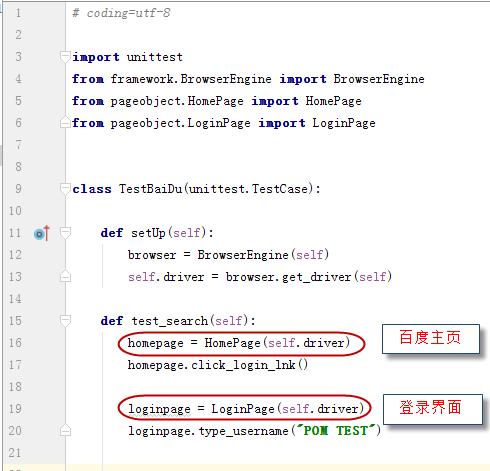 1 # coding=utf-8
2
3 import unittest
4 from framework.BrowserEngine import BrowserEngine
5 from pageobject.HomePage import HomePage
6 from pageobject.LoginPage import LoginPage
7
8
9 class TestBaiDu(unittest.TestCase):
10
11 def setUp(self):
12 browser = BrowserEngine(self)
13 self.driver = browser.get_driver(self)
14
15 def test_search(self):
16 homepage = HomePage(self.driver) 百度主页
17 homepage.click_login_lnk()
18
19 loginpage = LoginPage(self.driver) 登录界面
20 loginpage.type_username("POM TEST")
21
22